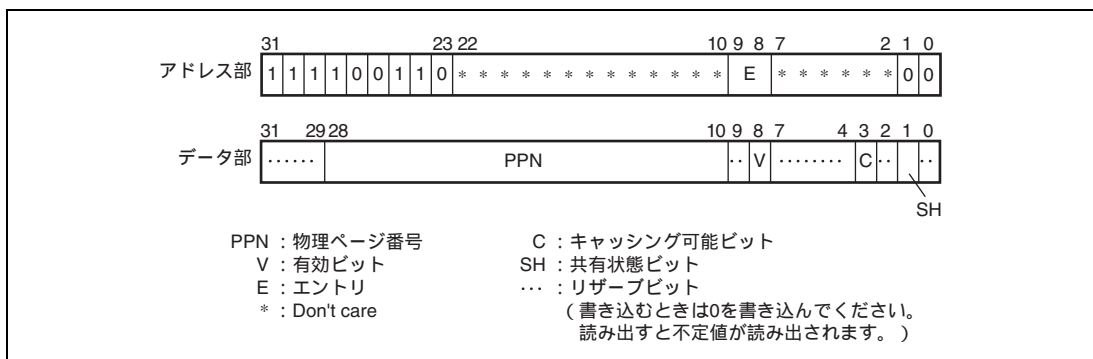 31 23 22 10 9 8 7 2 1 0
アドレス部 1 1 1 1 0 0 1 1 0 * * * * * * * * * * * * * E * * * * * * 0 0
31 29 28 10 9 8 7 4 3 2 1 0
データ部 ······ PPN ·· V ········ C ·· ··
SH
PPN : 物理ページ番号 C : キャッシング可能ビット
V : 有効ビット SH : 共有状態ビット
E : エントリ ··· : リザーブビット
* : Don't care (書き込むときは0を書き込んでください。
読み出すと不定値が読み出されます。)